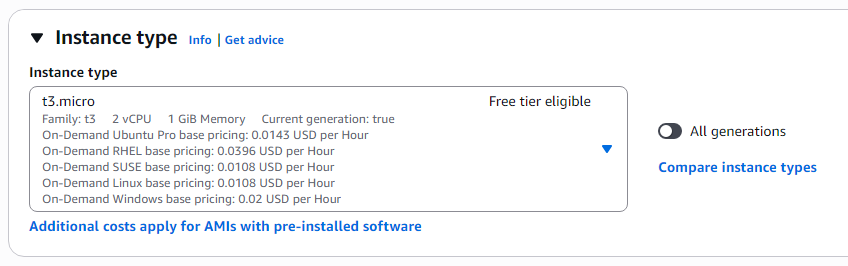 Instance type Info | Get advice
Instance type
t3.micro Free tier eligible
Family: t3 2 vCPU 1 GiB Memory Current generation: true
On-Demand Ubuntu Pro base pricing: 0.0143 USD per Hour
On-Demand RHEL base pricing: 0.0396 USD per Hour
On-Demand SUSE base pricing: 0.0108 USD per Hour
On-Demand Linux base pricing: 0.0108 USD per Hour
On-Demand Windows base pricing: 0.02 USD per Hour
All generations
Compare instance types
Additional costs apply for AMIs with pre-installed software